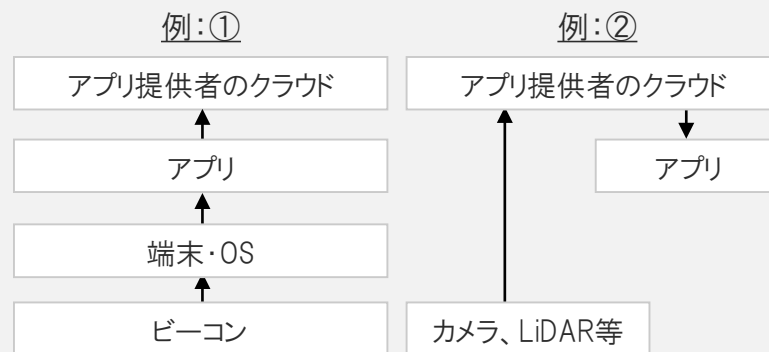 例：①
アプリ提供者のクラウド
アプリ
端末・OS
ビーコン
例：②
アプリ提供者のクラウド
アプリ
カメラ、LiDAR等